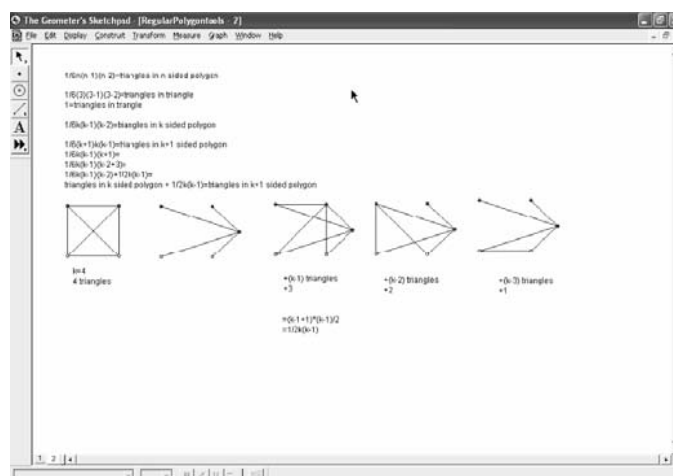 The Geometer's Sketchpad - [RegularPolygontools - 2]
File Edit Display Construct Transform Measure Graph Window Help
1/6n(n-1)(n-2)=triangles in n sided polygon
1/6(3)(3-1)(3-2)=triangles in triangle
1=triangles in trangle
1/6k(k-1)(k-2)=triangles in k sided polygon
1/6(k+1)k(k-1)=triangles in k+1 sided polygon
1/6k(k-1)(k+1)=
1/6k(k-1)(k-2+3)=
1/6k(k-1)(k-2)+1/2k(k-1)=
triangles in k sided polygon + 1/2k(k-1)=triangles in k+1 sided polygon
A
k=4
4 triangles
+(k-1) triangles
+3
+(k-2) triangles
+2
+(k-3) triangles
+1
=(k-1+1)*(k-1)/2
=1/2k(k-1)
1 2